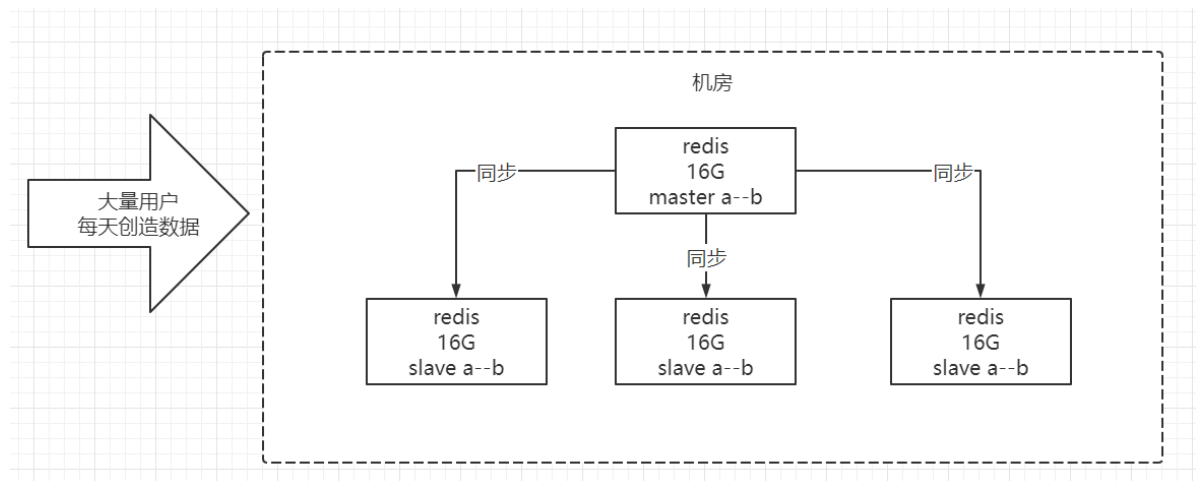 机房
大量用户
每天创造数据
redis
16G
master a--b
同步
同步
同步
redis
16G
slave a--b
redis
16G
slave a--b
redis
16G
slave a--b